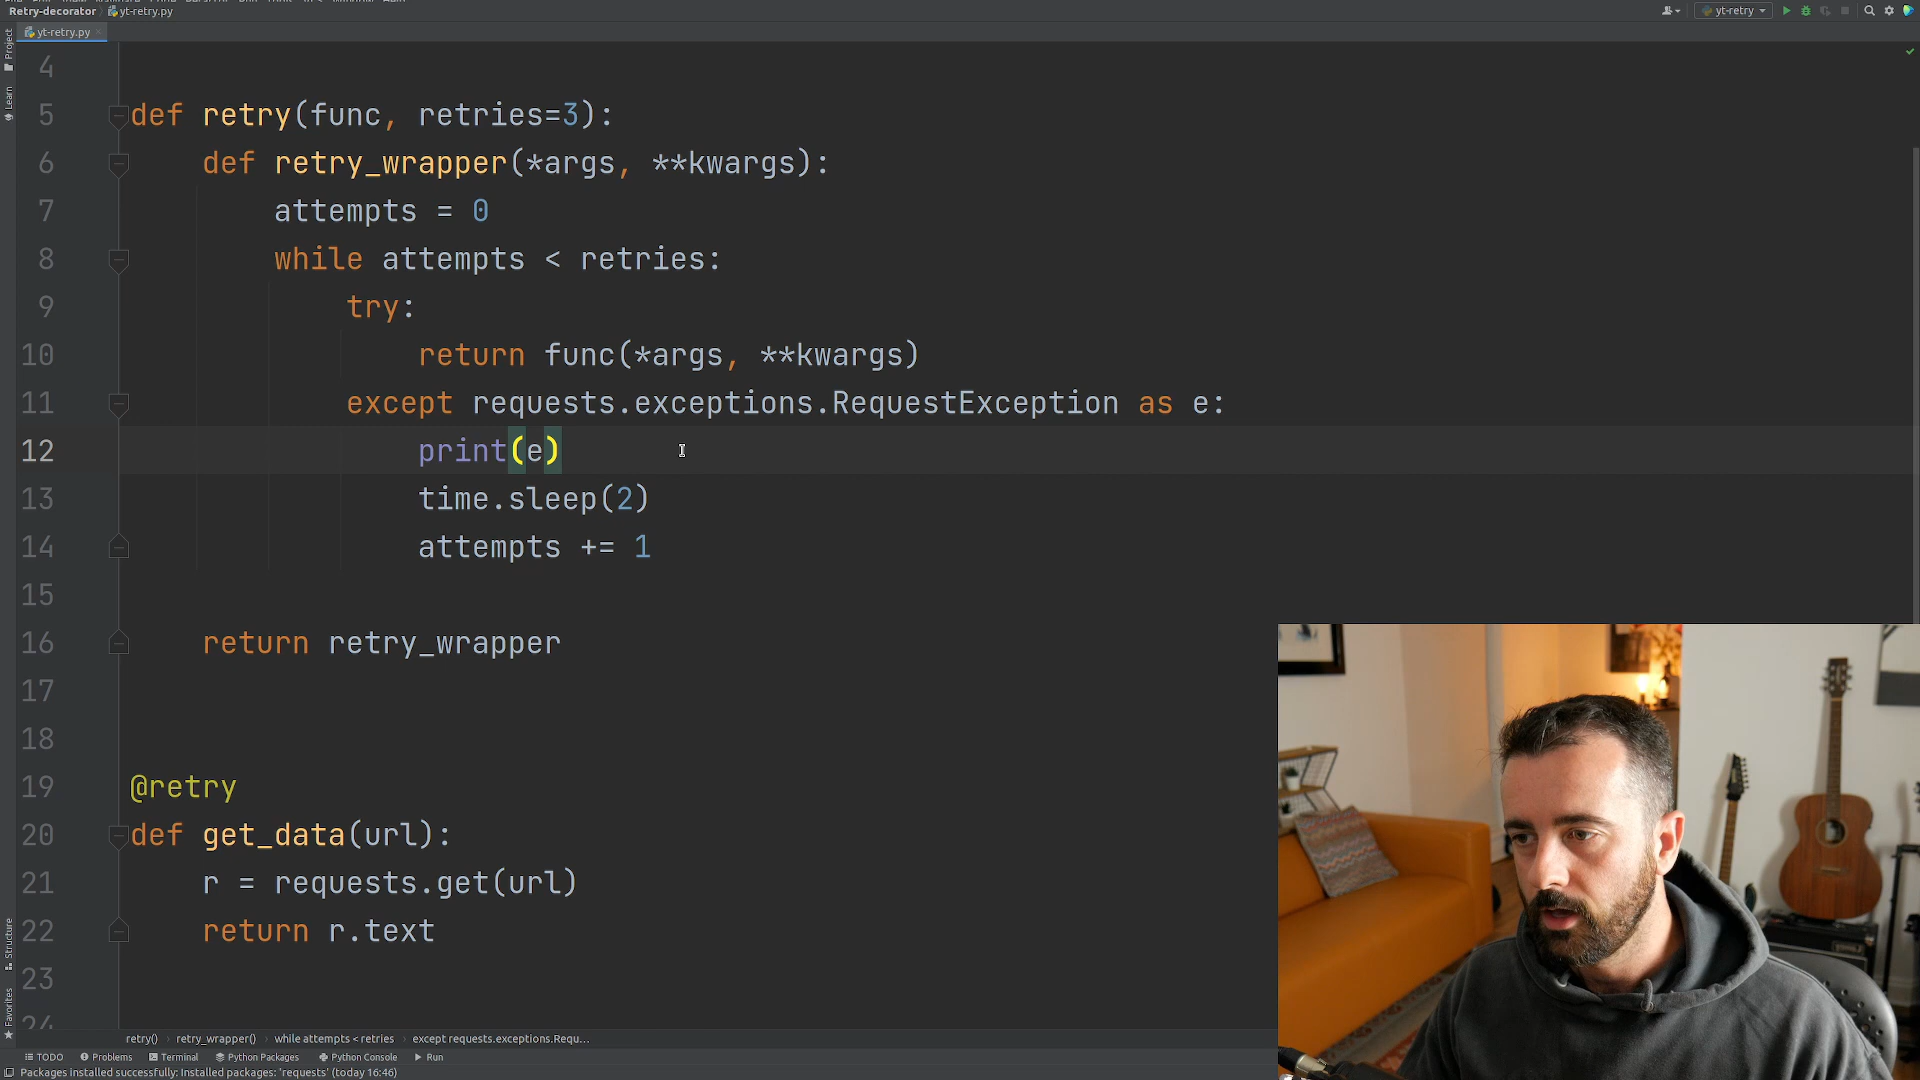 Retry-decorator yt-retry.py
yt-retry
yt-retry.py
Project
Learn
4
5 def retry(func, retries=3):
6 def retry_wrapper(*args, **kwargs):
7 attempts = 0
8 while attempts < retries:
9 try:
10 return func(*args, **kwargs)
11 except requests.exceptions.RequestException as e:
12 print(e)
13 time.sleep(2)
14 attempts += 1
15
16 return retry_wrapper
17
18
19 @retry
20 def get_data(url):
21 r = requests.get(url)
22 return r.text
23
24
Structure
Favorites
retry() retry_wrapper() while attempts < retries except requests.exceptions.Requ...
TODO Problems Terminal Python Packages Python Console Run
Packages installed successfully: Installed packages: 'requests' (today 16:46)